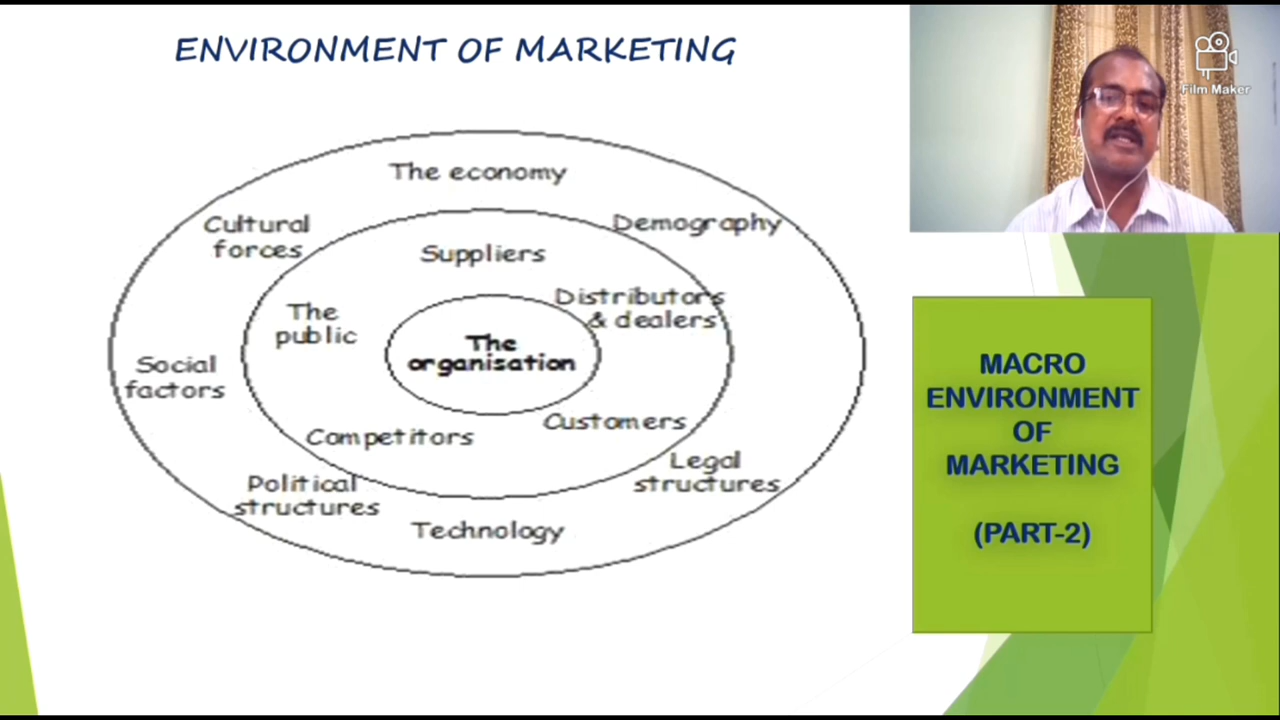 ENVIRONMENT OF MARKETING
Film Maker
The economy
Cultural
forces
Demography
Suppliers
Distributors
& dealers
The
public
The
organisation
Social
factors
Customers
Competitors
Legal
structures
Political
structures
Technology
MACRO
ENVIRONMENT
OF
MARKETING
(PART-2)